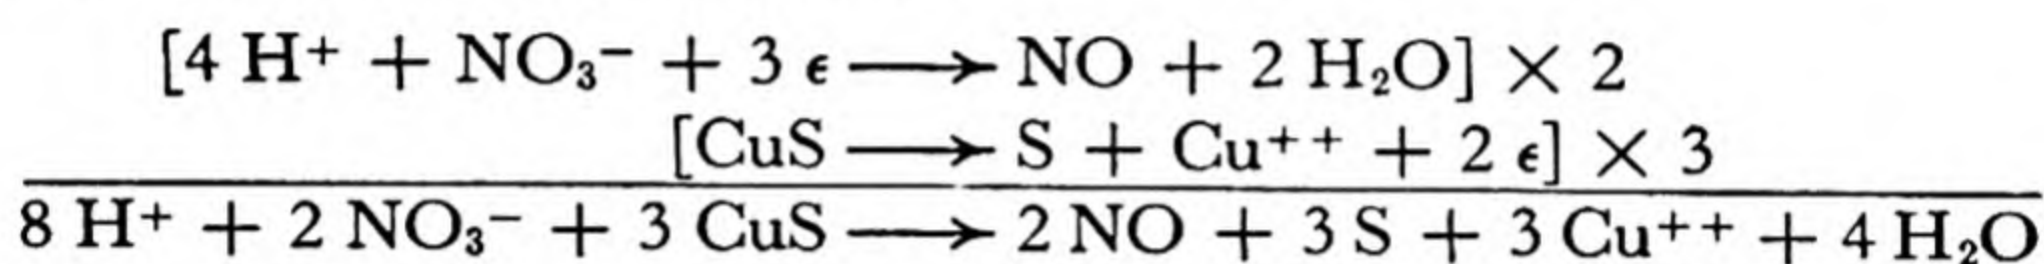 [4 H⁺ + NO₃⁻ + 3 ϵ ⟶ NO + 2 H₂O] × 2
[CuS ⟶ S + Cu⁺⁺ + 2 ϵ] × 3
8 H⁺ + 2 NO₃⁻ + 3 CuS ⟶ 2 NO + 3 S + 3 Cu⁺⁺ + 4 H₂O